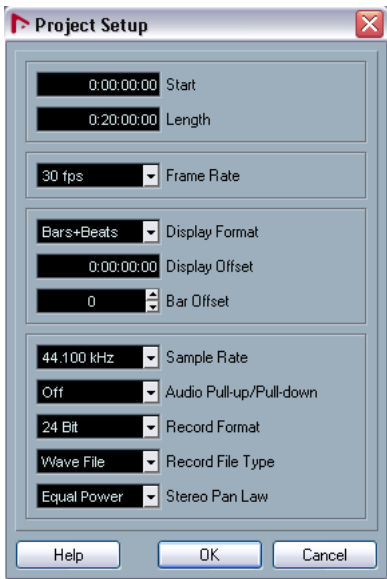 Project Setup
0:00:00:00 Start
0:20:00:00 Length
30 fps Frame Rate
Bars+Beats Display Format
0:00:00:00 Display Offset
0 Bar Offset
44.100 kHz Sample Rate
Off Audio Pull-up/Pull-down
24 Bit Record Format
Wave File Record File Type
Equal Power Stereo Pan Law
Help OK Cancel